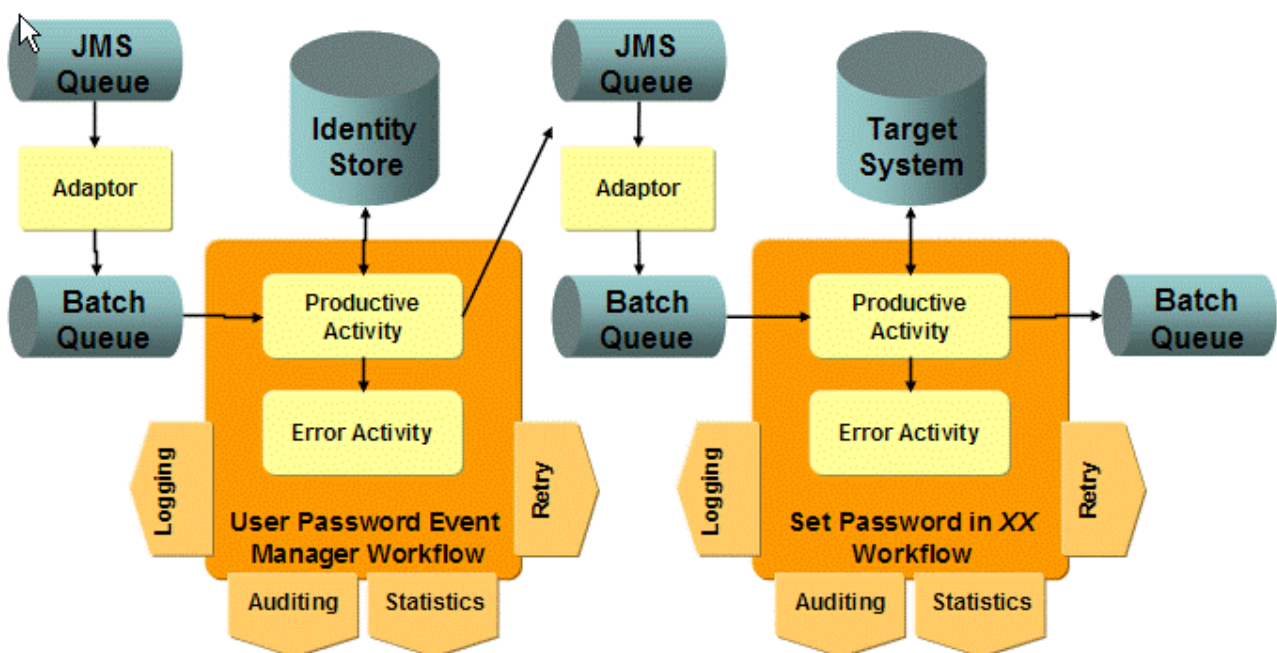 JMS
Queue
Adaptor
Batch
Queue
Identity
Store
Productive
Activity
Error Activity
Logging
Retry
User Password Event
Manager Workflow
Auditing
Statistics
JMS
Queue
Adaptor
Batch
Queue
Target
System
Productive
Activity
Error Activity
Logging
Retry
Set Password in XX
Workflow
Auditing
Statistics
Batch
Queue